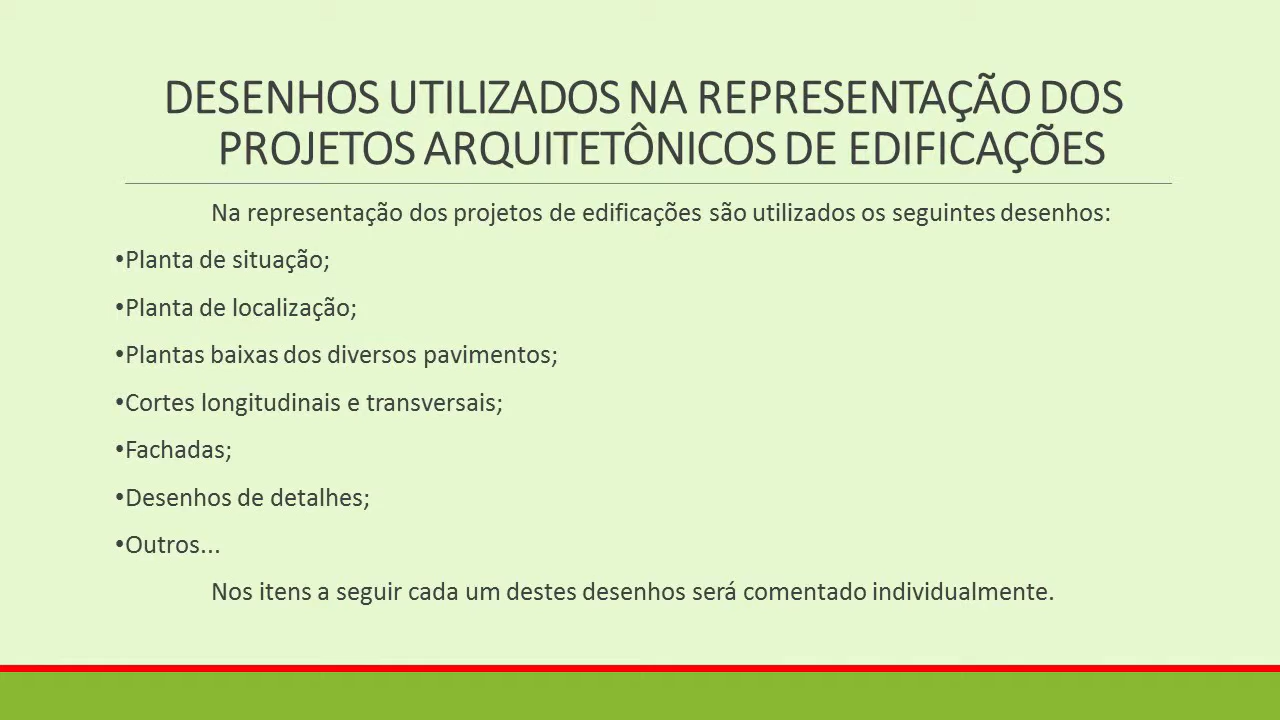 DESENHOS UTILIZADOS NA REPRESENTAÇÃO DOS
PROJETOS ARQUITETÔNICOS DE EDIFICAÇÕES
Na representação dos projetos de edificações são utilizados os seguintes desenhos:
•Planta de situação;
•Planta de localização;
•Plantas baixas dos diversos pavimentos;
•Cortes longitudinais e transversais;
•Fachadas;
•Desenhos de detalhes;
•Outros...
Nos itens a seguir cada um destes desenhos será comentado individualmente.